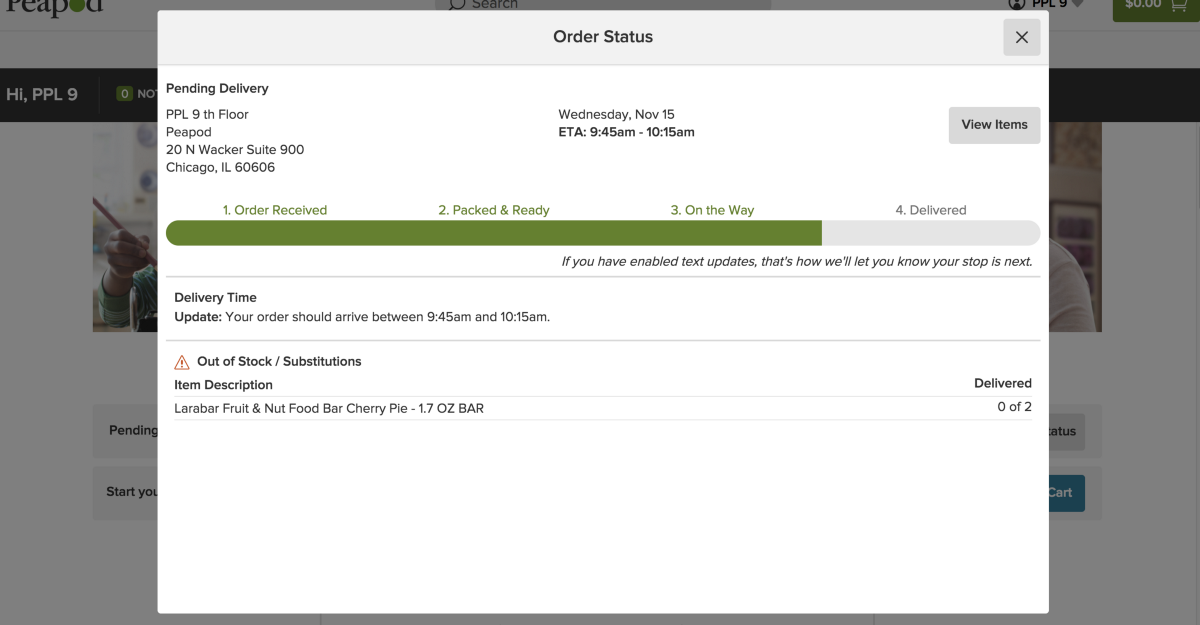 Peapod
Search
PPL 9
$0.00
Order Status
Hi, PPL 9
0
Pending Delivery
PPL 9 th Floor
Peapod
20 N Wacker Suite 900
Chicago, IL 60606
Wednesday, Nov 15
ETA: 9:45am - 10:15am
View Items
1. Order Received
2. Packed & Ready
3. On the Way
4. Delivered
If you have enabled text updates, that's how we'll let you know your stop is next.
Delivery Time
Update: Your order should arrive between 9:45am and 10:15am.
Out of Stock / Substitutions
Item Description
Delivered
Larabar Fruit & Nut Food Bar Cherry Pie - 1.7 OZ BAR
0 of 2
Pending
Start
Cart